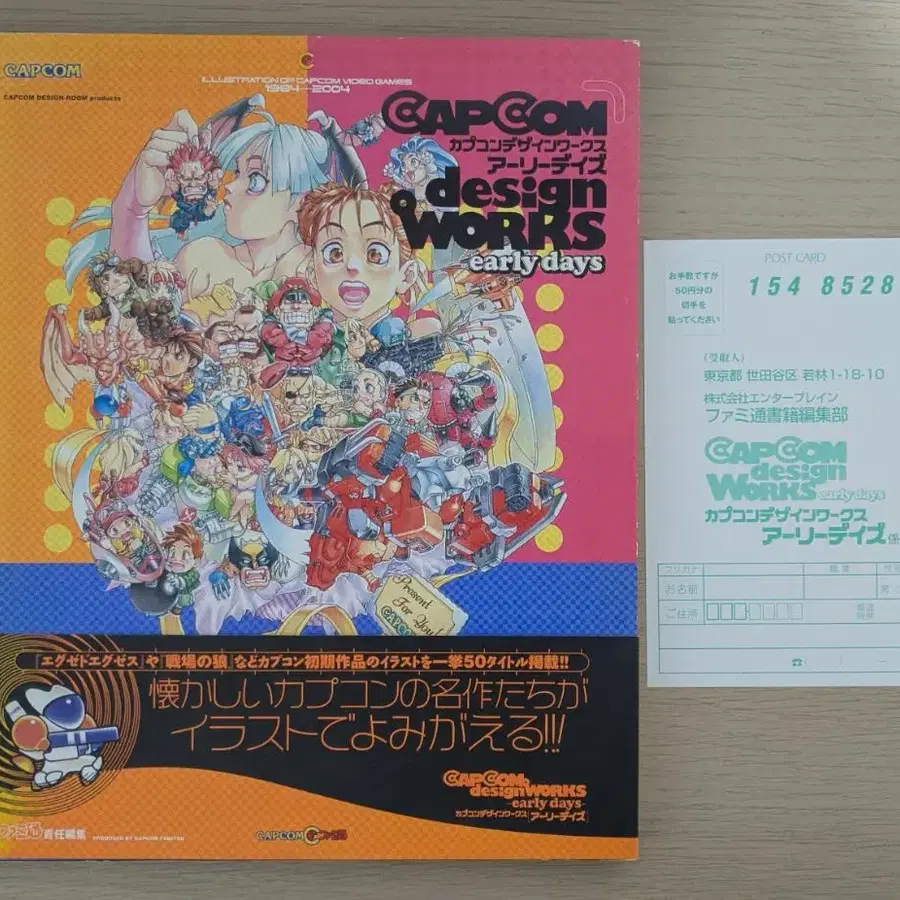 CAPCOM
CAPCOM DESIGN-ROOM products
ILLUSTRATION OF CAPCOM VIDEO GAMES
1984-2004
CAPCOM
カプコンデザインワークス
アーリーデイズ
design
WORKS
early days
Present
For You!
CAPCOM
「エグゼドエグゼス」や「戦場の狼」などカプコン初期作品のイラストを一挙50タイトル掲載!!
懐かしいカプコンの名作たちが
イラストでよみがえる!!!
CAPCOM
design WORKS
-early days-
カプコンデザインワークス[アーリーデイズ]
ファミ通 責任編集
CAPCOM
POST CARD
お手数ですが
50円分の
切手を
貼ってください
154 8528
(受取人)
東京都 世田谷区 若林1-18-10
株式会社エンターブレイン
ファミ通書籍編集部
CAPCOM
design
WORKS early days
カプコンデザインワークス
アーリーデイズ 係
フリガナ
職業
お名前
男
ご住所
都道
府県
☎